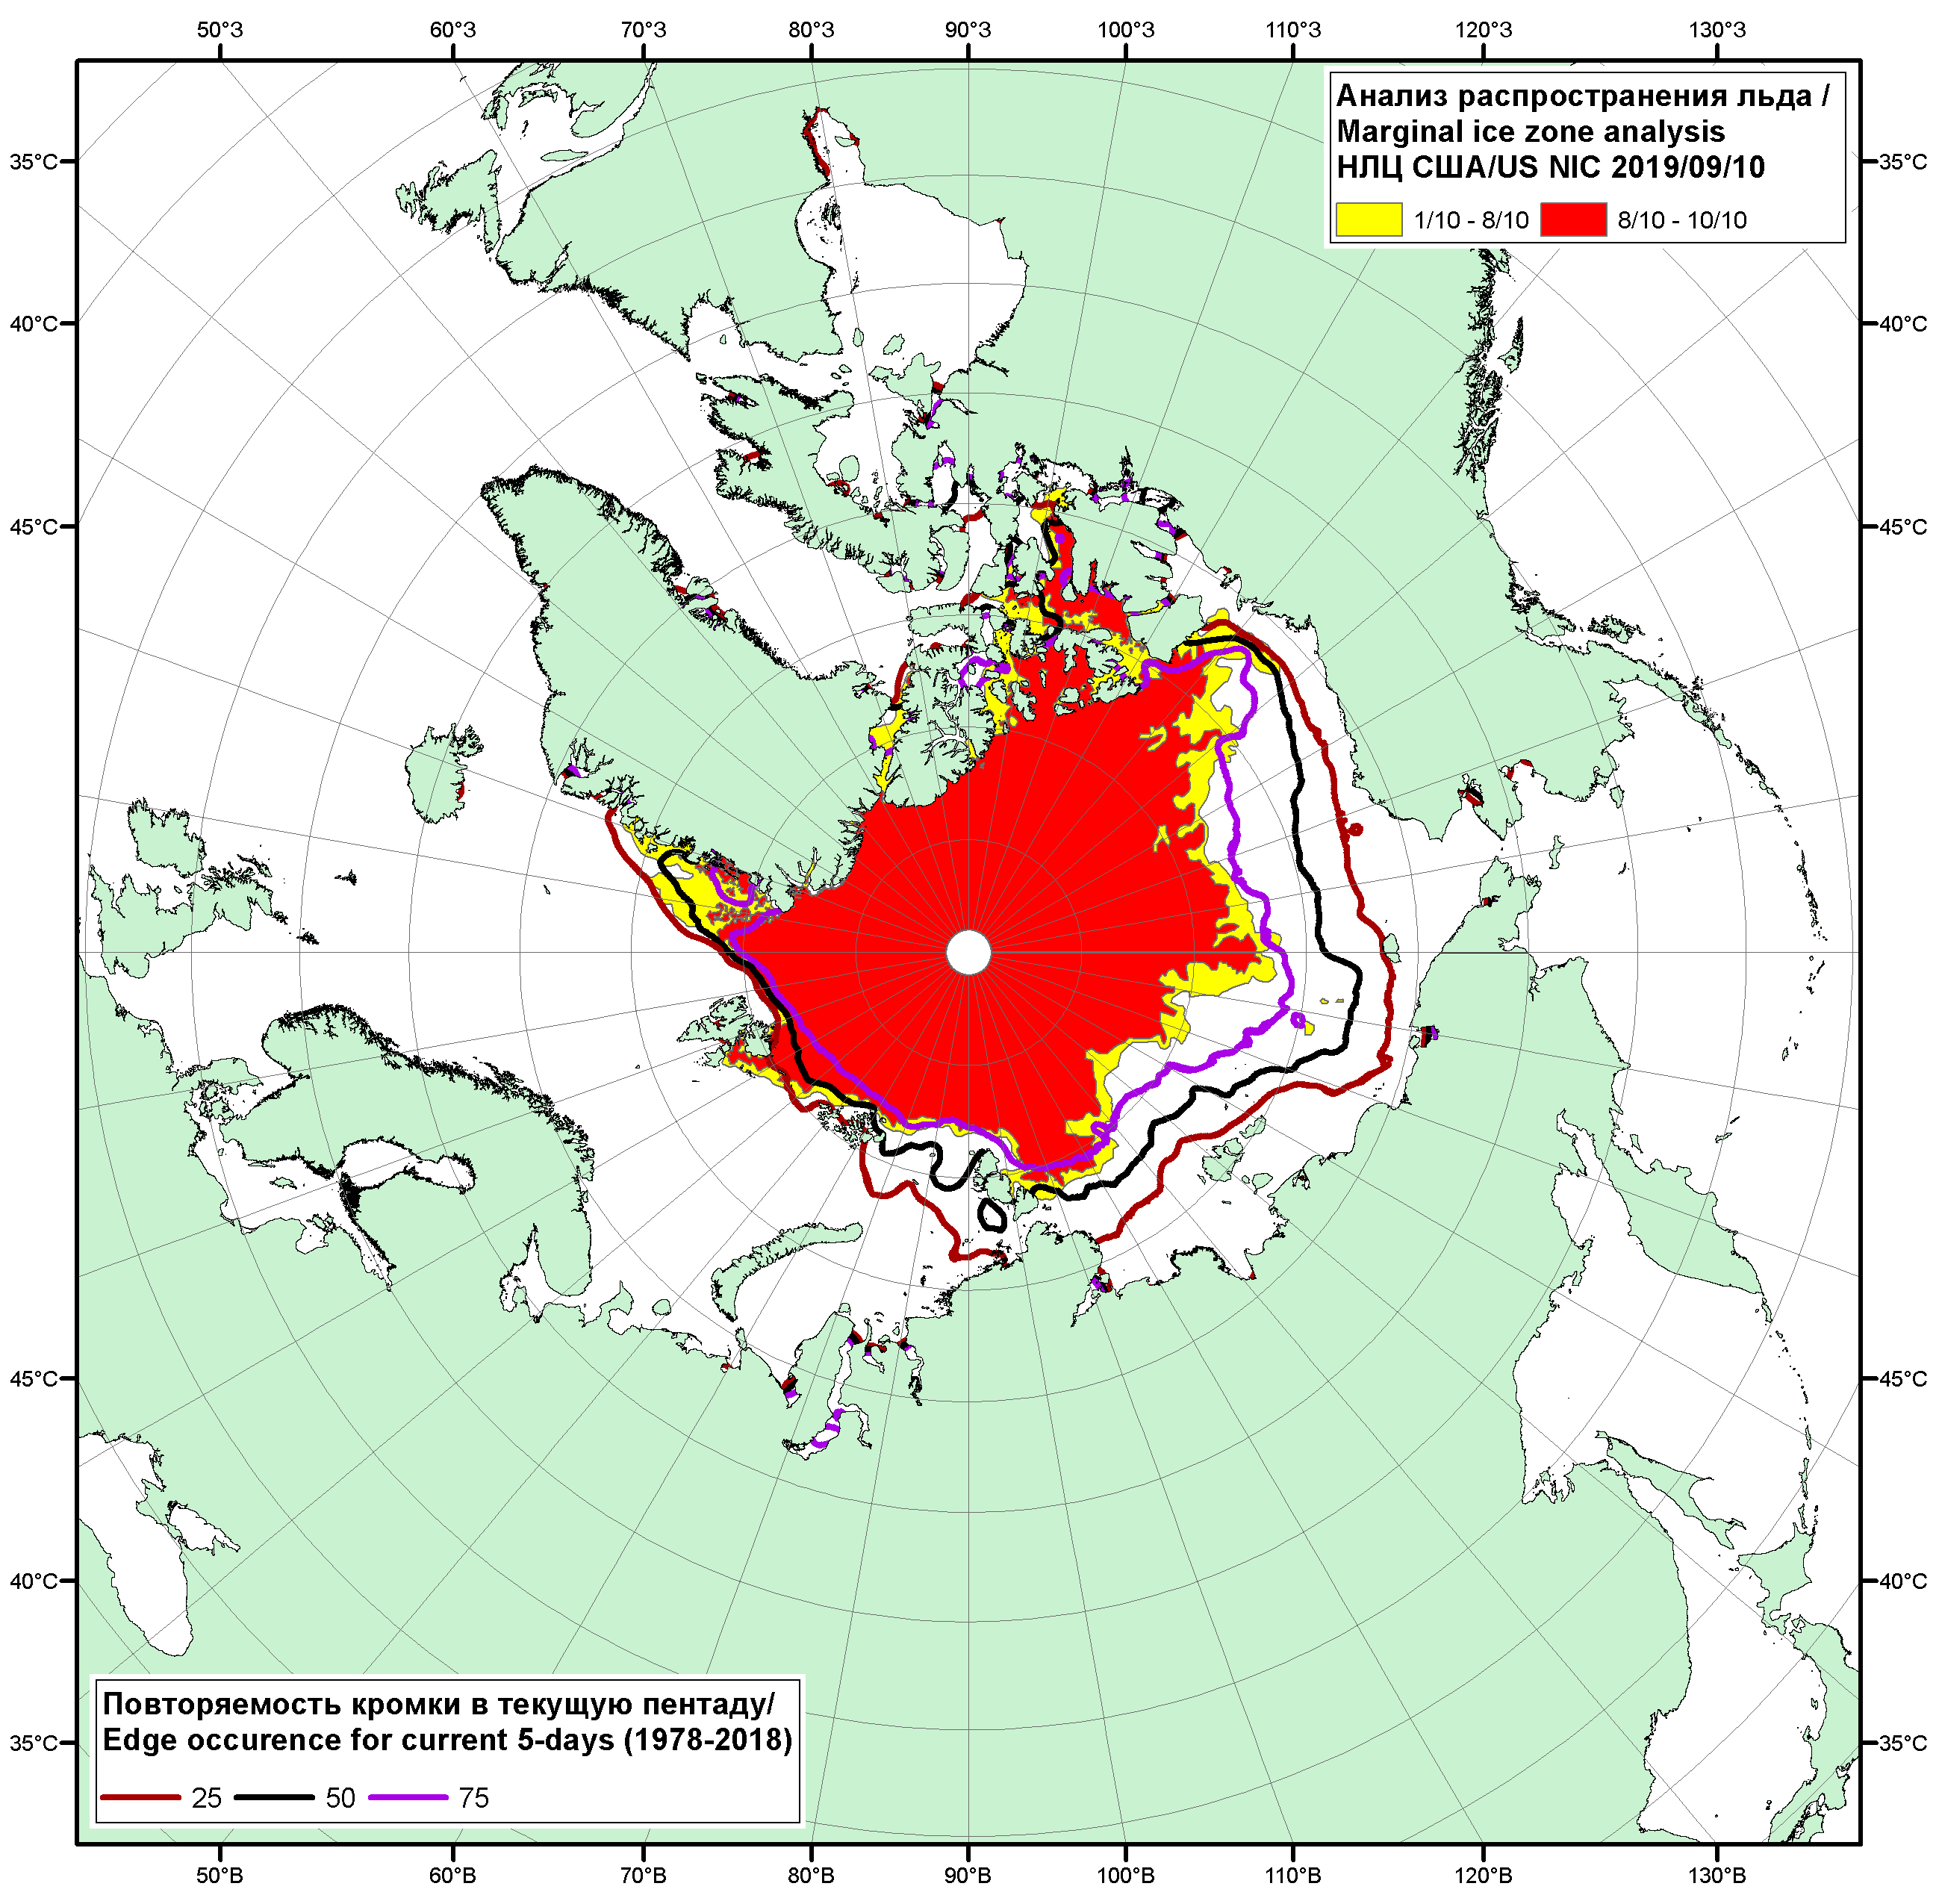 50°З 60°З 70°З 80°З 90°З 100°З 110°З 120°З 130°З
Анализ распространения льда /
Marginal ice zone analysis
НЛЦ США/US NIC 2019/09/10
1/10 - 8/10 8/10 - 10/10
35°С 35°С
40°С 40°С
45°С 45°С
45°С 45°С
40°С 40°С
35°С 35°С
Повторяемость кромки в текущую пентаду/
Edge occurence for current 5-days (1978-2018)
25 50 75
50°В 60°В 70°В 80°В 90°В 100°В 110°В 120°В 130°В